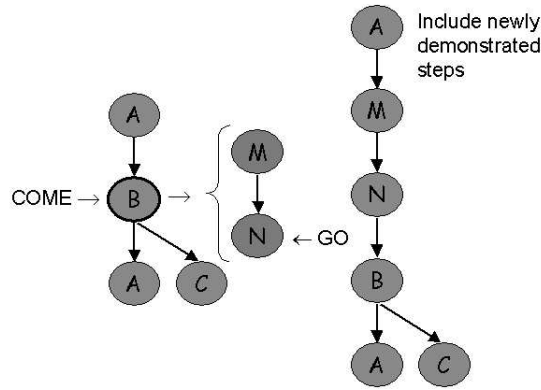 A
Include newly
demonstrated
steps
M
A
M
COME → B →
N
N ← GO
A
C
B
A
C